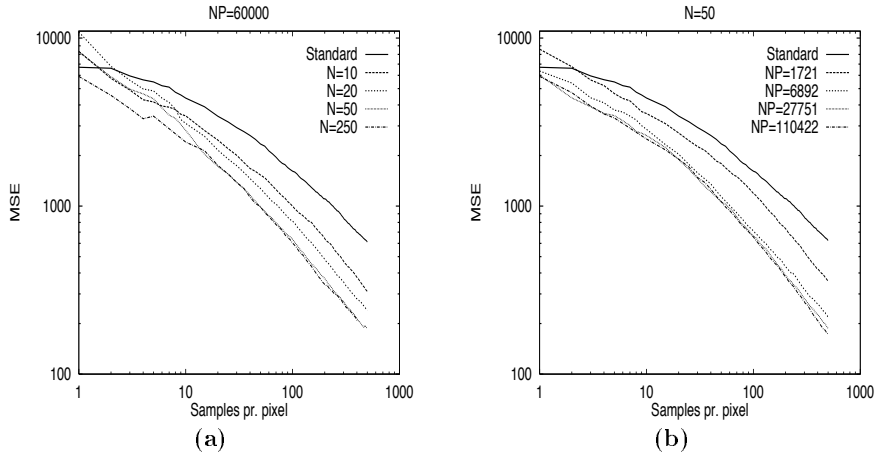 NP=60000
10000
1000
100
MSE
Standard
N=10
N=20
N=50
N=250
1
10
100
1000
Samples pr. pixel
(a)
N=50
10000
1000
100
MSE
Standard
NP=1721
NP=6892
NP=27751
NP=110422
1
10
100
1000
Samples pr. pixel
(b)